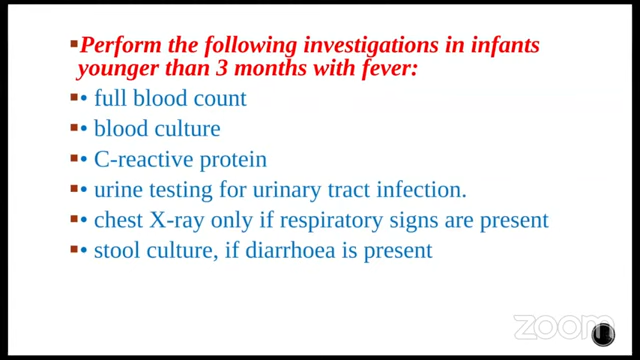 ▪Perform the following investigations in infants
younger than 3 months with fever:
▪• full blood count
▪• blood culture
▪• C-reactive protein
▪• urine testing for urinary tract infection.
▪• chest X-ray only if respiratory signs are present
▪• stool culture, if diarrhoea is present
zoom